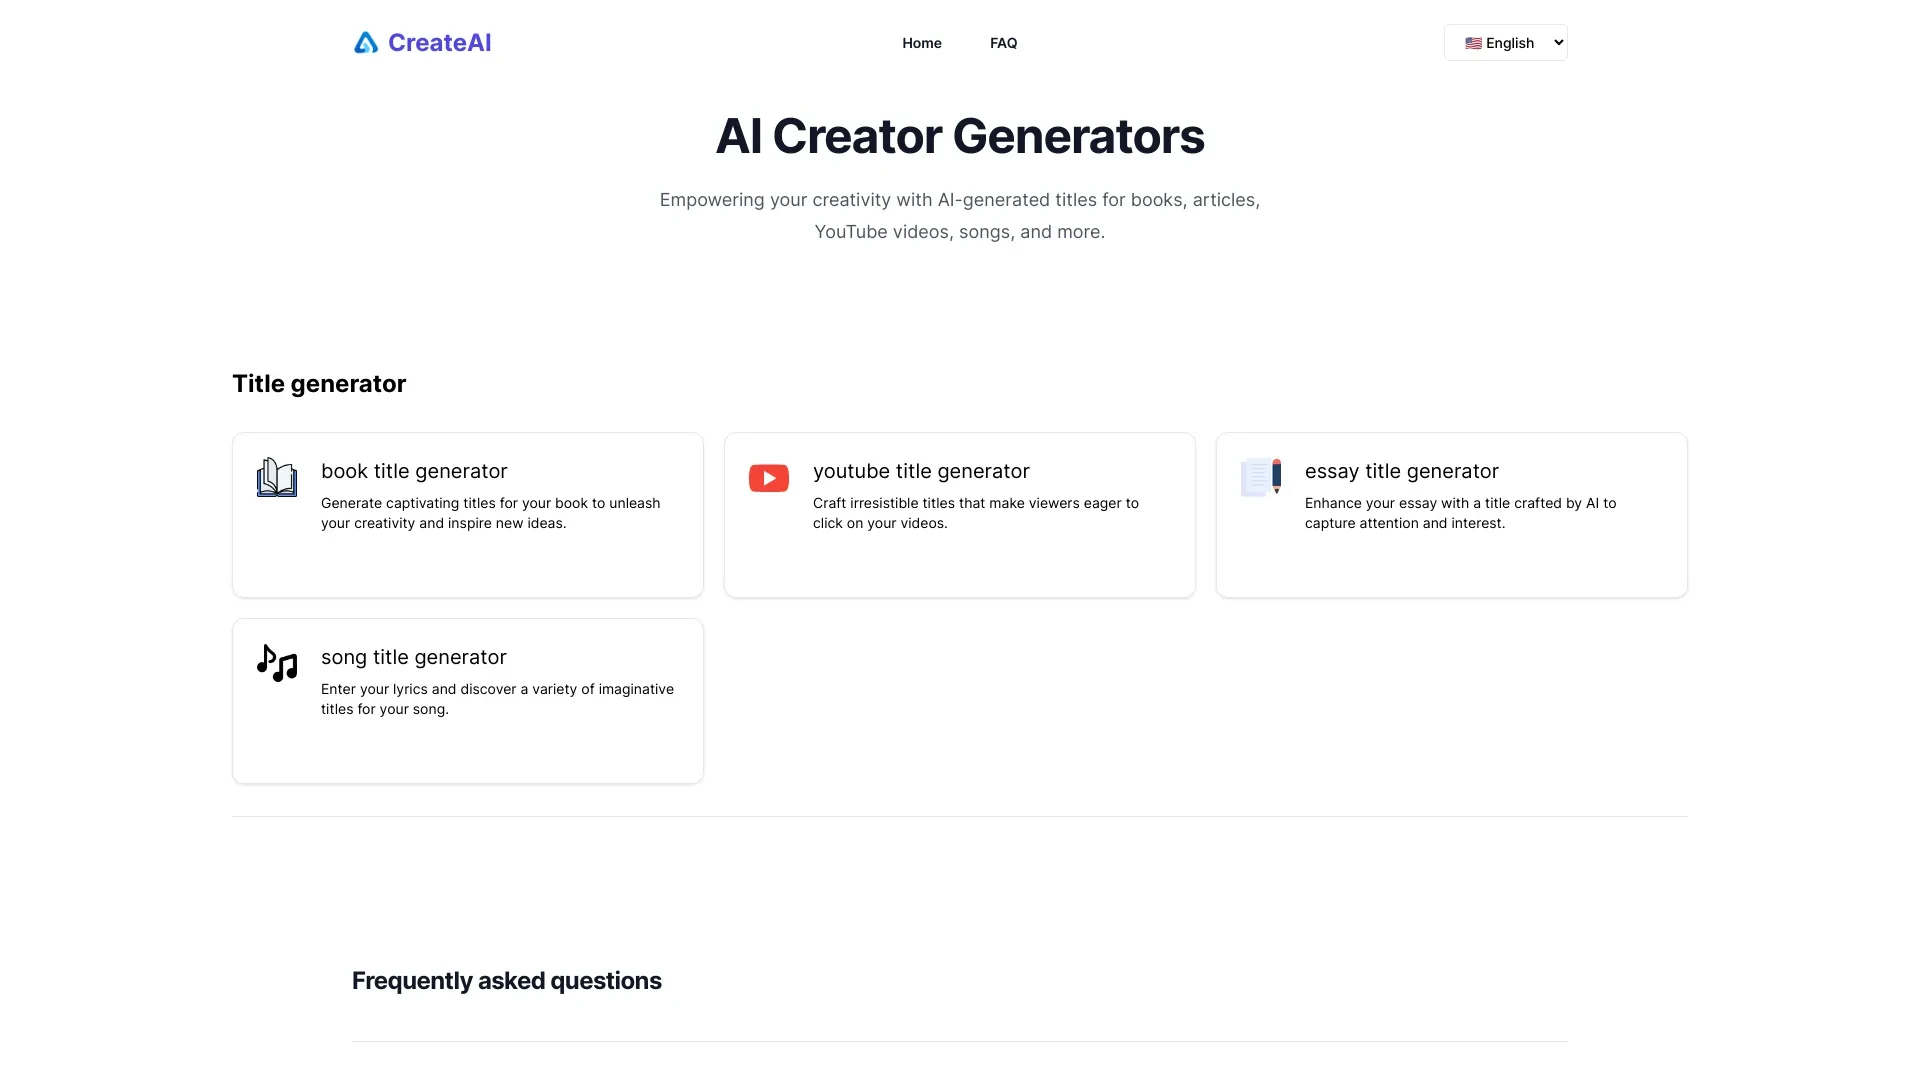 CreateAI
Home
FAQ
🇺🇸 English
AI Creator Generators
Empowering your creativity with AI-generated titles for books, articles,
YouTube videos, songs, and more.
Title generator
book title generator
Generate captivating titles for your book to unleash
your creativity and inspire new ideas.
youtube title generator
Craft irresistible titles that make viewers eager to
click on your videos.
essay title generator
Enhance your essay with a title crafted by AI to
capture attention and interest.
song title generator
Enter your lyrics and discover a variety of imaginative
titles for your song.
Frequently asked questions